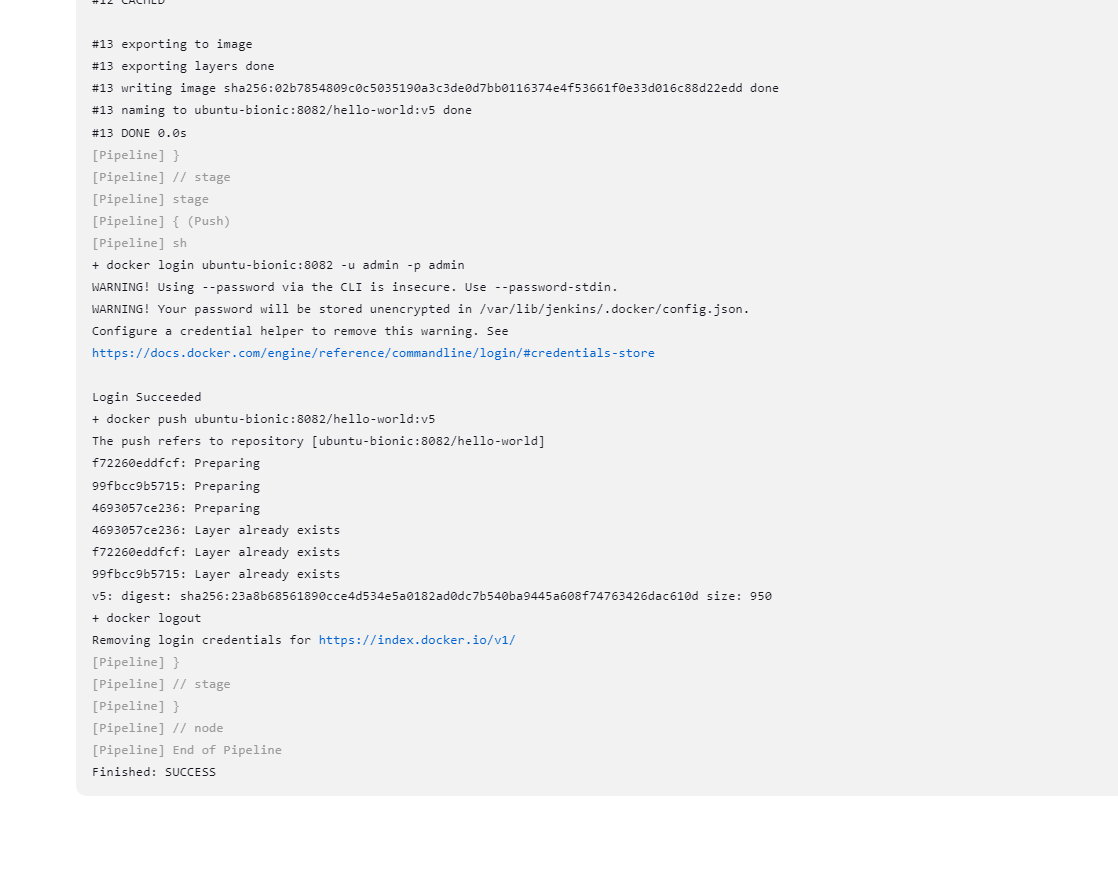 #12 CACHED
#13 exporting to image
#13 exporting layers done
#13 writing image sha256:02b7854809c0c5035190a3c3de0d7bb0116374e4f53661f0e33d016c88d22edd done
#13 naming to ubuntu-bionic:8082/hello-world:v5 done
#13 DONE 0.0s
[Pipeline] }
[Pipeline] // stage
[Pipeline] stage
[Pipeline] { (Push)
[Pipeline] sh
+ docker login ubuntu-bionic:8082 -u admin -p admin
WARNING! Using --password via the CLI is insecure. Use --password-stdin.
WARNING! Your password will be stored unencrypted in /var/lib/jenkins/.docker/config.json.
Configure a credential helper to remove this warning. See
https://docs.docker.com/engine/reference/commandline/login/#credentials-store
Login Succeeded
+ docker push ubuntu-bionic:8082/hello-world:v5
The push refers to repository [ubuntu-bionic:8082/hello-world]
f72260eddfcf: Preparing
99fbcc9b5715: Preparing
4693057ce236: Preparing
4693057ce236: Layer already exists
f72260eddfcf: Layer already exists
99fbcc9b5715: Layer already exists
v5: digest: sha256:23a8b68561890cce4d534e5a0182ad0dc7b540ba9445a608f74763426dac610d size: 950
+ docker logout
Removing login credentials for https://index.docker.io/v1/
[Pipeline] }
[Pipeline] // stage
[Pipeline] }
[Pipeline] // node
[Pipeline] End of Pipeline
Finished: SUCCESS